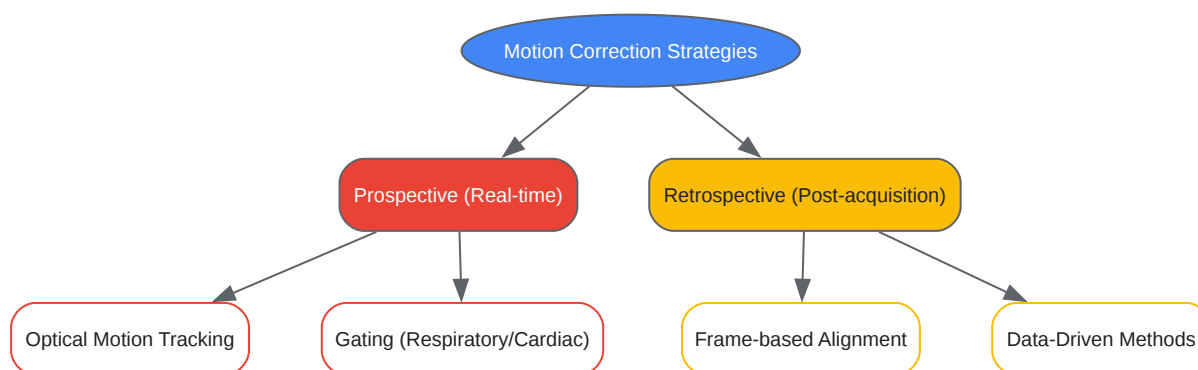 Motion Correction Strategies
Prospective (Real-time)
Retrospective (Post-acquisition)
Optical Motion Tracking
Gating (Respiratory/Cardiac)
Frame-based Alignment
Data-Driven Methods